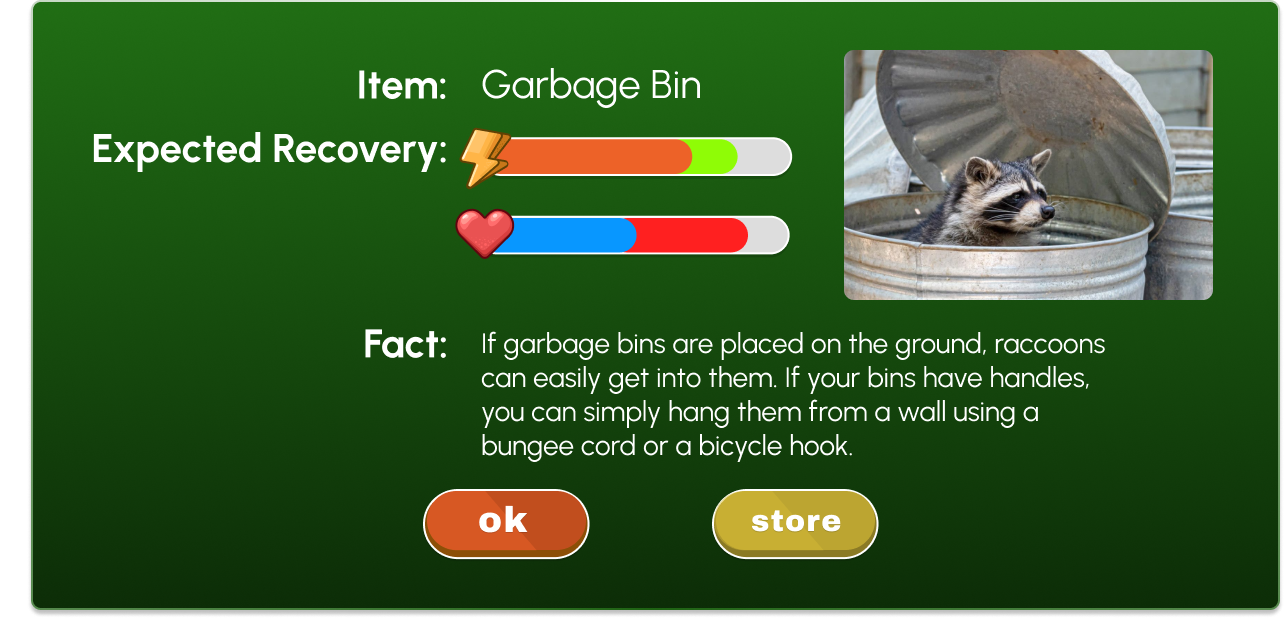 Item: Garbage Bin
Expected Recovery:
Fact: If garbage bins are placed on the ground, raccoons
can easily get into them. If your bins have handles,
you can simply hang them from a wall using a
bungee cord or a bicycle hook.
ok
store